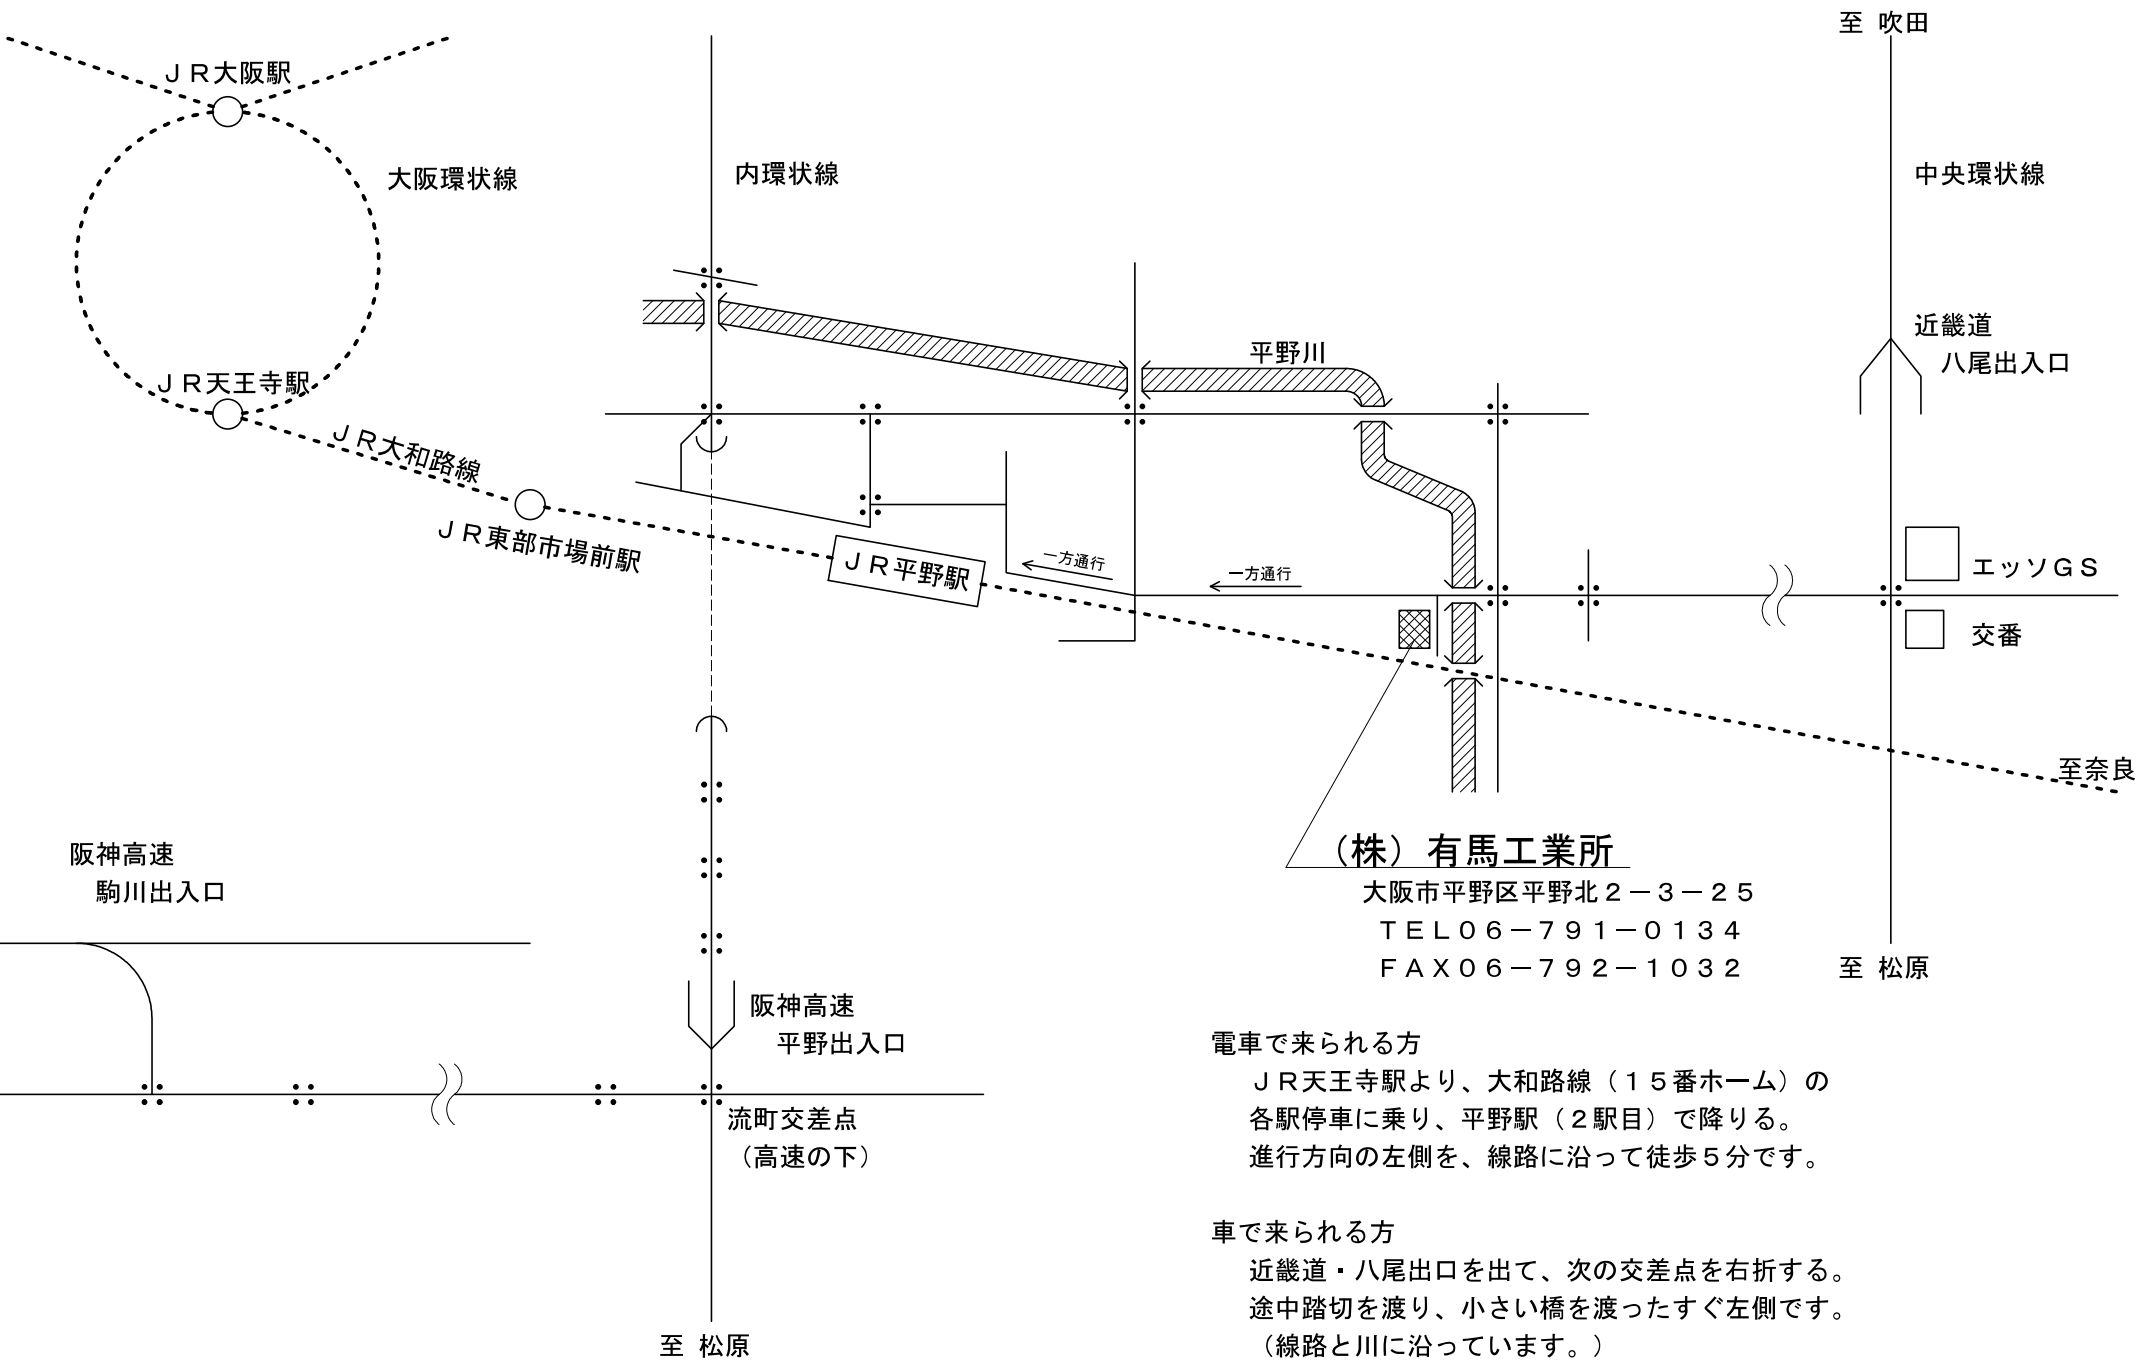 至 吹田
ＪＲ大阪駅
大阪環状線
内環状線
中央環状線
近畿道
八尾出入口
平野川
ＪＲ天王寺駅
ＪＲ大和路線
ＪＲ東部市場前駅
ＪＲ平野駅
一方通行
一方通行
エッソＧＳ
交番
至奈良
阪神高速
駒川出入口
（株）有馬工業所
大阪市平野区平野北２－３－２５
ＴＥＬ０６－７９１－０１３４
ＦＡＸ０６－７９２－１０３２
至 松原
阪神高速
平野出入口
流町交差点
（高速の下）
至 松原
電車で来られる方
ＪＲ天王寺駅より、大和路線（１５番ホーム）の
各駅停車に乗り、平野駅（２駅目）で降りる。
進行方向の左側を、線路に沿って徒歩５分です。
車で来られる方
近畿道・八尾出口を出て、次の交差点を右折する。
途中踏切を渡り、小さい橋を渡ったすぐ左側です。
（線路と川に沿っています。）